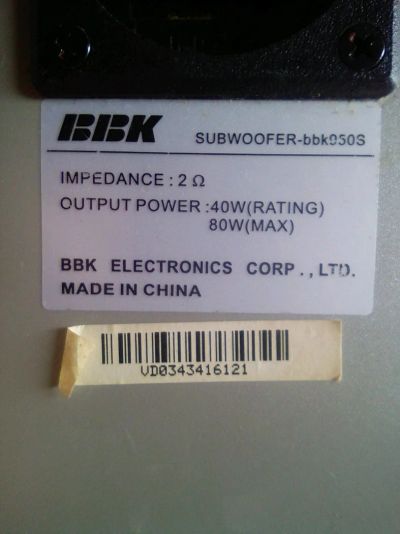 BBK SUBWOOFER-bbk950S
IMPEDANCE : 2 Ω
OUTPUT POWER :40W(RATING)
80W(MAX)
BBK ELECTRONICS CORP., LTD.
MADE IN CHINA
VD0343416121